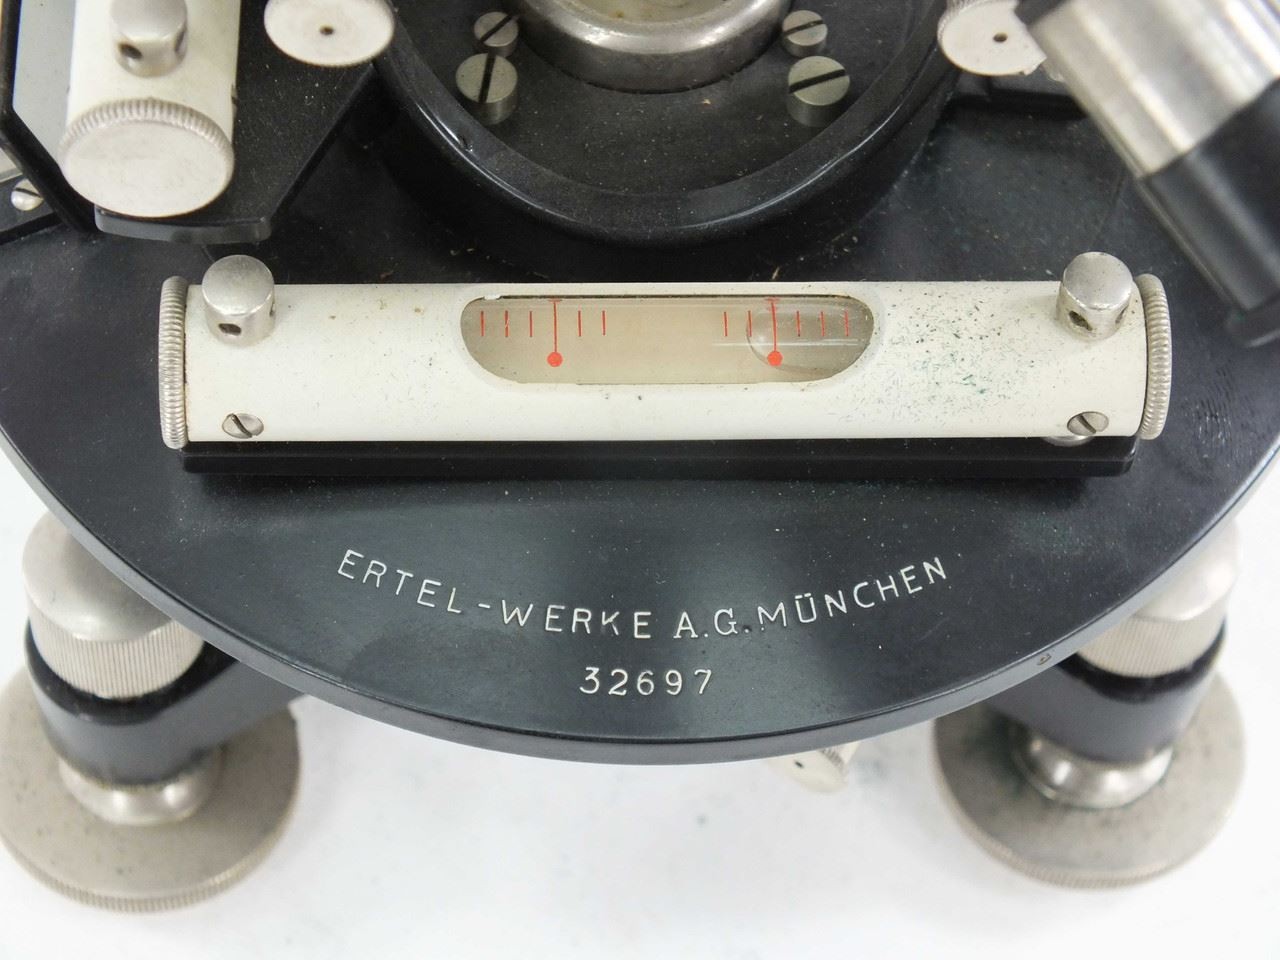 ERTEL-WERKE A.G. MÜNCHEN
32697